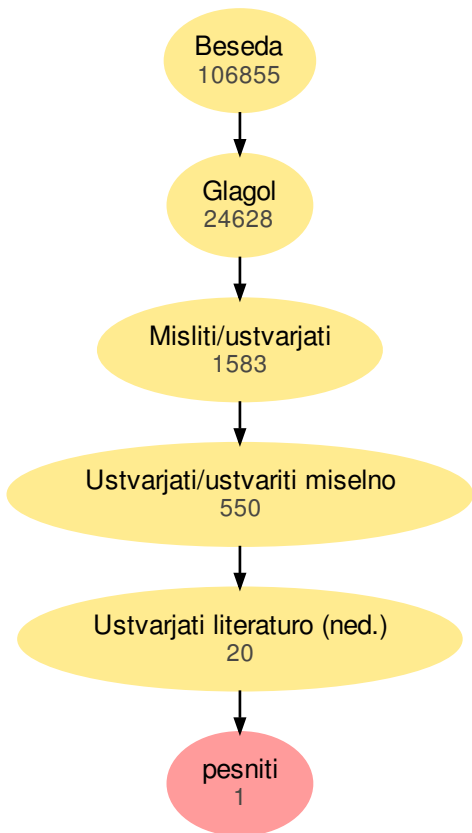 Beseda
106855
Glagol
24628
Misliti/ustvarjati
1583
Ustvarjati/ustvariti miselno
550
Ustvarjati literaturo (ned.)
20
pesniti
1